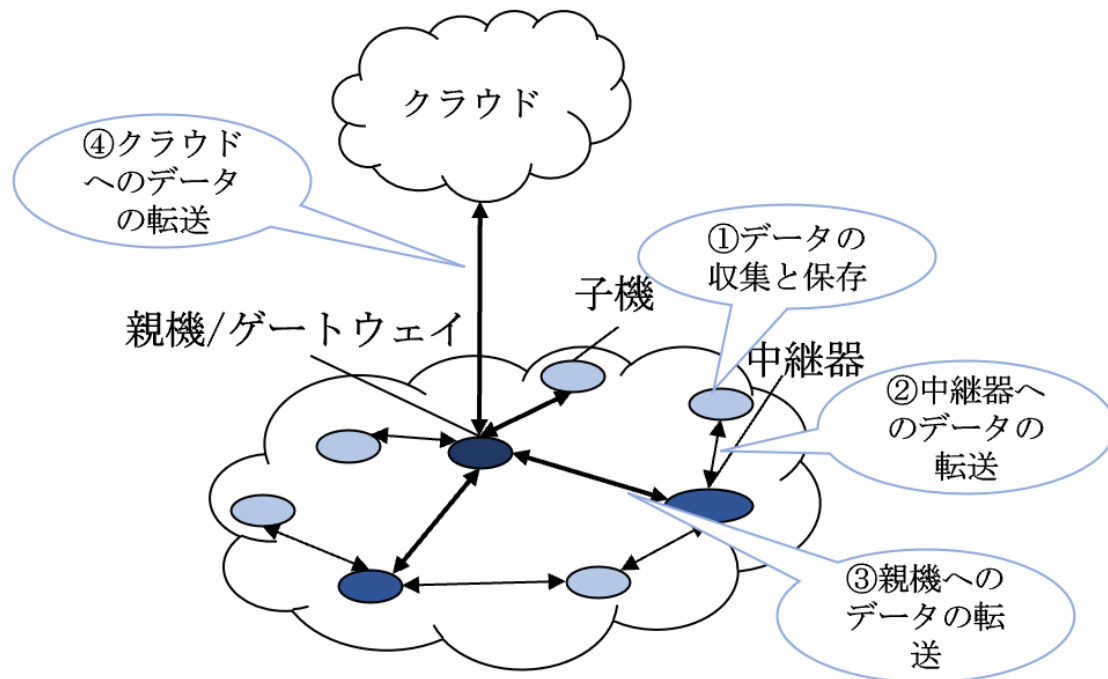 クラウド
④クラウド
へのデータ
の転送
①データの
収集と保存
子機
親機/ゲートウェイ
中継器
②中継器へ
のデータの
転送
③親機への
データの転
送